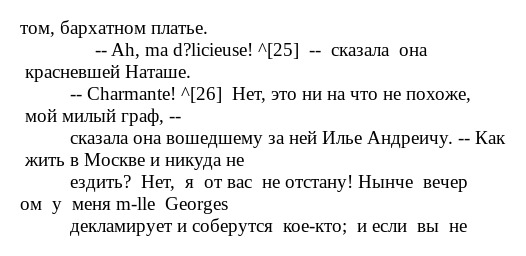 том, бархатном платье.
-- Ah, ma d?licieuse! ^[25] -- сказала она
красневшей Наташе.
-- Charmante! ^[26] Нет, это ни на что не похоже,
мой милый граф, --
сказала она вошедшему за ней Илье Андреичу. -- Как
жить в Москве и никуда не
ездить? Нет, я от вас не отстану! Нынче вечер
ом у меня m-lle Georges
декламирует и соберутся кое-кто; и если вы не